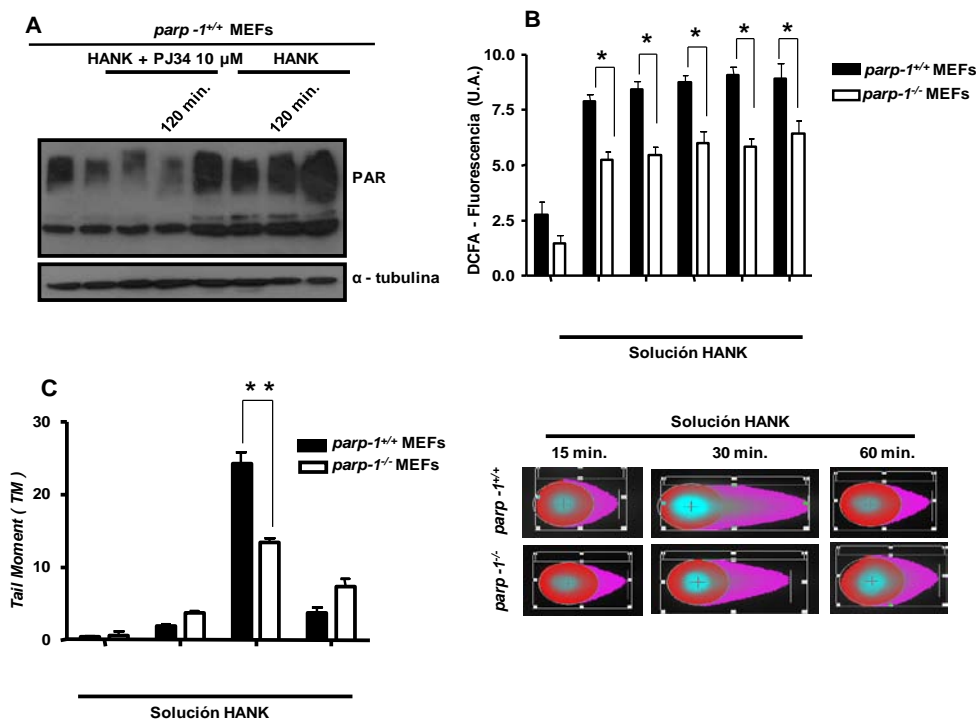 A
parp -1+/+ MEFs
HANK + PJ34 10 µM
HANK
120 min.
120 min.
PAR
α - tubulina
B
DCFA - Fluorescencia (U.A.)
10.0
7.5
5.0
2.5
0.0
* * * * *
parp-1+/+ MEFs
parp-1-/- MEFs
Solución HANK
C
Tail Moment ( TM )
30
20
10
0
* *
parp-1+/+ MEFs
parp-1-/- MEFs
Solución HANK
Solución HANK
15 min.
30 min.
60 min.
parp -1+/+
parp -1-/-